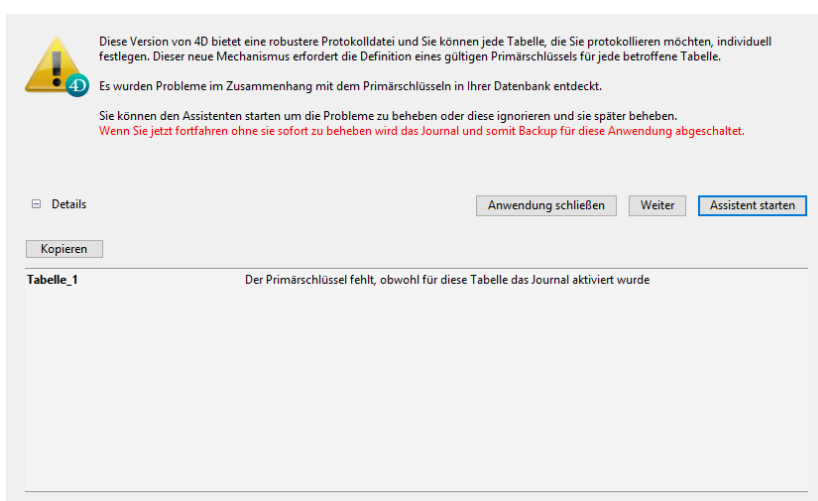 Diese Version von 4D bietet eine robustere Protokolldatei und Sie können jede Tabelle, die Sie protokollieren möchten, individuell
festlegen. Dieser neue Mechanismus erfordert die Definition eines gültigen Primärschlüssels für jede betroffene Tabelle.
4D
Es wurden Probleme im Zusammenhang mit dem Primärschlüsseln in Ihrer Datenbank entdeckt.
Sie können den Assistenten starten um die Probleme zu beheben oder diese ignorieren und sie später beheben.
Wenn Sie jetzt fortfahren ohne sie sofort zu beheben wird das Journal und somit Backup für diese Anwendung abgeschaltet.
Details
Anwendung schließen
Weiter
Assistent starten
Kopieren
Tabelle_1 Der Primärschlüssel fehlt, obwohl für diese Tabelle das Journal aktiviert wurde